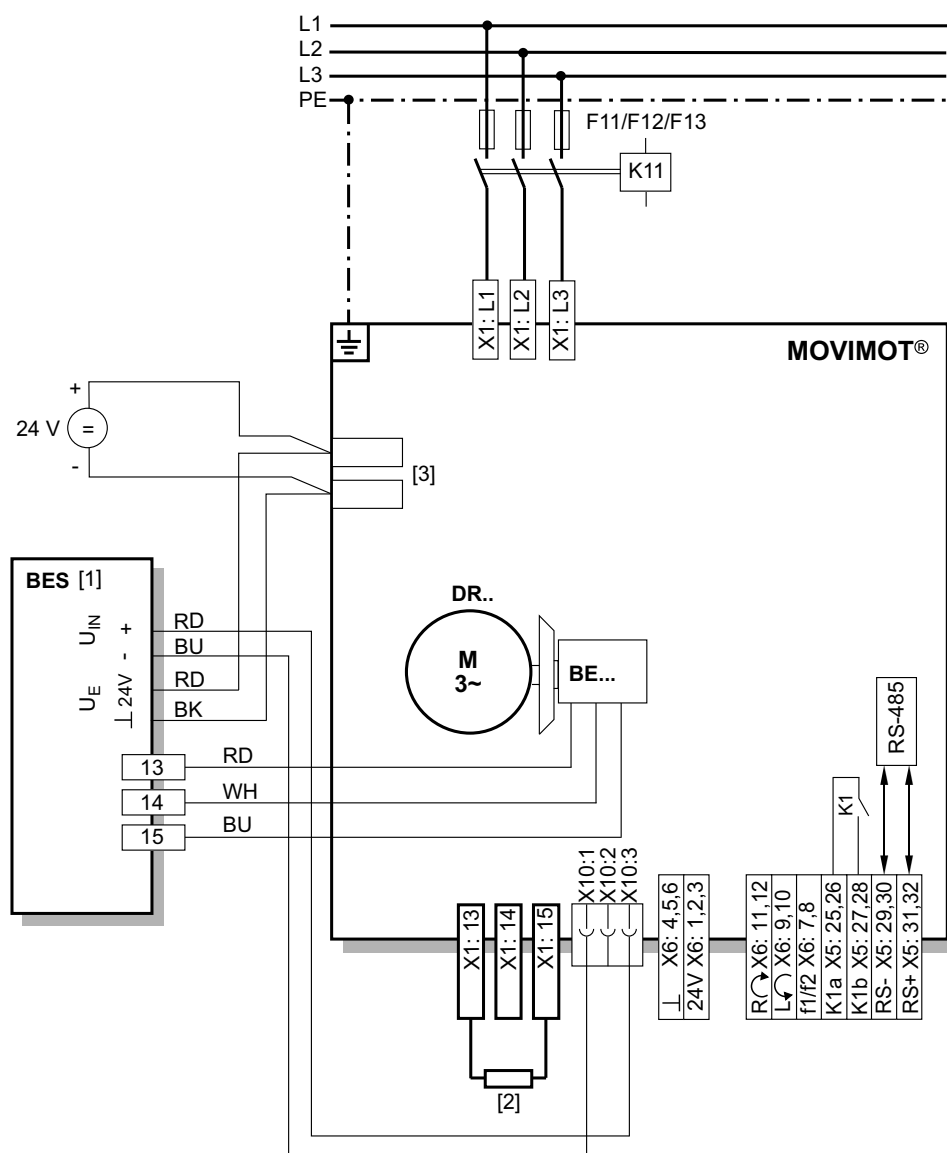 L1
L2
L3
PE
F11/F12/F13
K11
X1: L1
X1: L2
X1: L3
MOVIMOT®
+
24 V
=
-
[3]
BES [1]
UIN
+
-
UE
24V
⊥
RD
BU
RD
BK
DR..
M
3~
BE...
RS-485
13
RD
14
WH
15
BU
K1
X10:1
X10:2
X10:3
X1: 13
X1: 14
X1: 15
⊥ X6: 4,5,6
24V X6: 1,2,3
R X6: 11,12
L X6: 9,10
f1/f2 X6: 7,8
K1a X5: 25,26
K1b X5: 27,28
RS- X5: 29,30
RS+ X5: 31,32
[2]